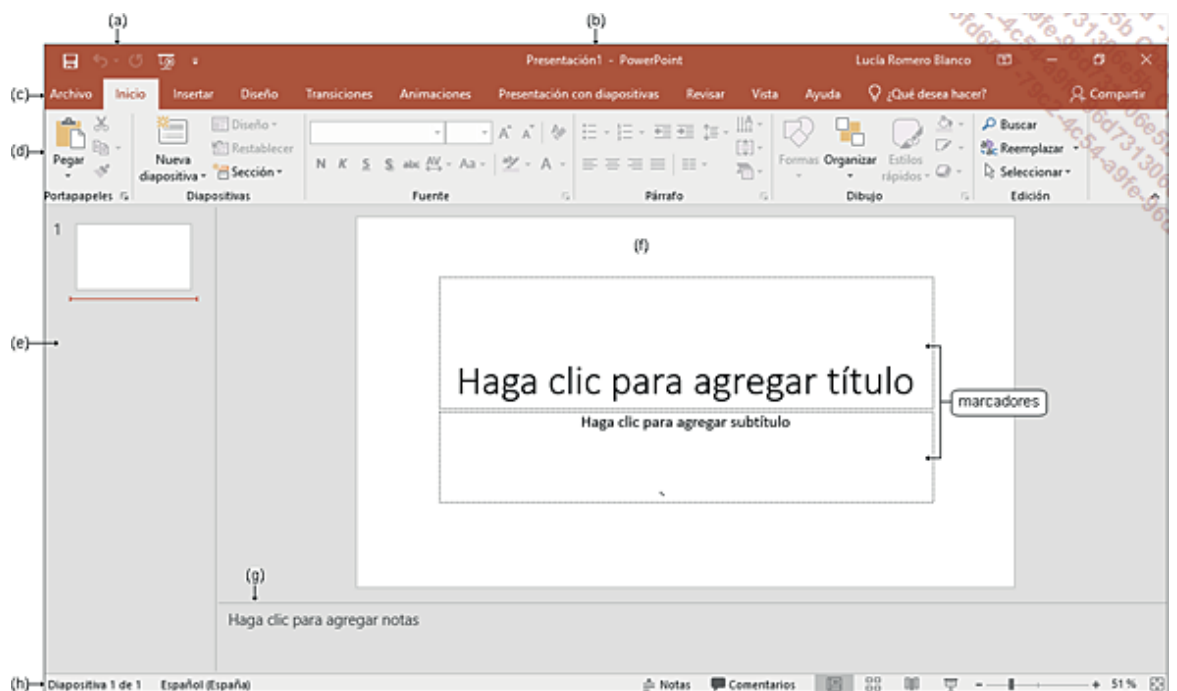 (a)
(b)
Presentación1 - PowerPoint
Lucía Romero Blanco
(c)
Archivo Inicio Insertar Diseño Transiciones Animaciones Presentación con diapositivas Revisar Vista Ayuda ¿Qué desea hacer? Compartir
(d)
Pegar
Nueva diapositiva
Diseño
Restablecer
Sección
N K S S abc AV Aa A A A
Formas Organizar Estilos rápidos
Buscar
Reemplazar
Seleccionar
Portapapeles Diapositivas Fuente Párrafo Dibujo Edición
1
(e)
(f)
Haga clic para agregar título
Haga clic para agregar subtítulo
marcadores
(g)
Haga clic para agregar notas
(h)
Diapositiva 1 de 1 Español (España) Notas Comentarios - + 51 %